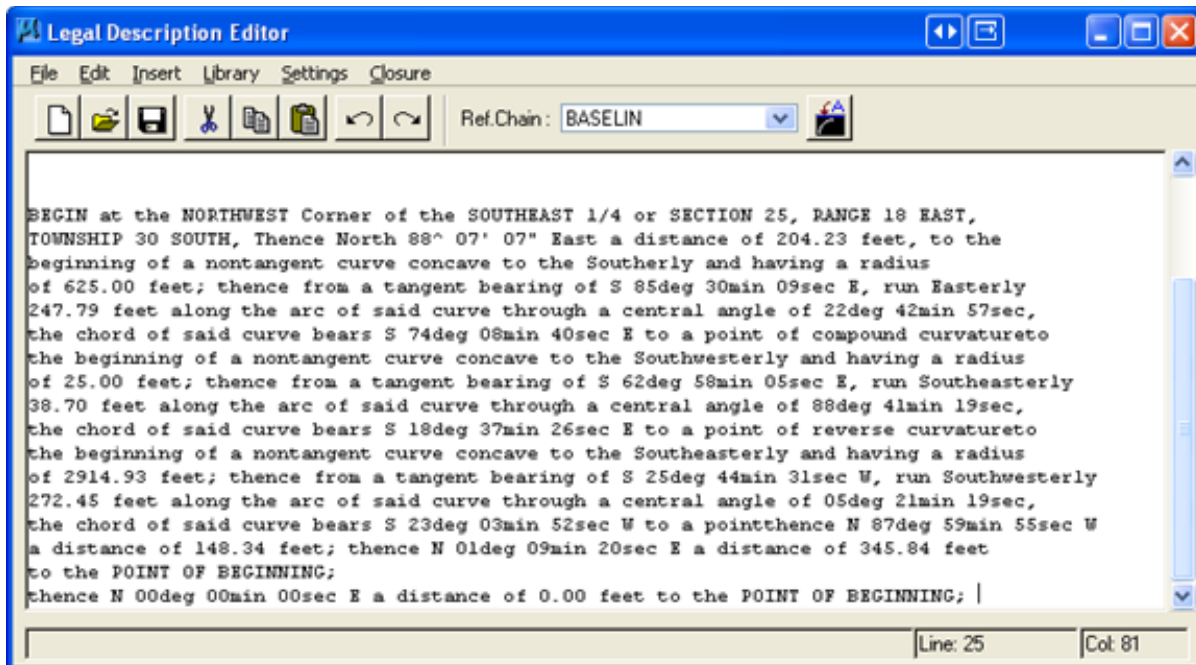 Legal Description Editor
File Edit Insert Library Settings Closure
Ref.Chain : BASELIN
BEGIN at the NORTHWEST Corner of the SOUTHEAST 1/4 or SECTION 25, RANGE 18 EAST,
TOWNSHIP 30 SOUTH, Thence North 88^ 07' 07" East a distance of 204.23 feet, to the
beginning of a nontangent curve concave to the Southerly and having a radius
of 625.00 feet; thence from a tangent bearing of S 85deg 30min 09sec E, run Easterly
247.79 feet along the arc of said curve through a central angle of 22deg 42min 57sec,
the chord of said curve bears S 74deg 08min 40sec E to a point of compound curvatureto
the beginning of a nontangent curve concave to the Southwesterly and having a radius
of 25.00 feet; thence from a tangent bearing of S 62deg 58min 05sec E, run Southeasterly
38.70 feet along the arc of said curve through a central angle of 88deg 41min 19sec,
the chord of said curve bears S 18deg 37min 26sec E to a point of reverse curvatureto
the beginning of a nontangent curve concave to the Southeasterly and having a radius
of 2914.93 feet; thence from a tangent bearing of S 25deg 44min 31sec W, run Southwesterly
272.45 feet along the arc of said curve through a central angle of 05deg 21min 19sec,
the chord of said curve bears S 23deg 03min 52sec W to a pointthence N 87deg 59min 55sec W
a distance of 148.34 feet; thence N 01deg 09min 20sec E a distance of 345.84 feet
to the POINT OF BEGINNING;
thence N 00deg 00min 00sec E a distance of 0.00 feet to the POINT OF BEGINNING;
Line: 25 Col: 81